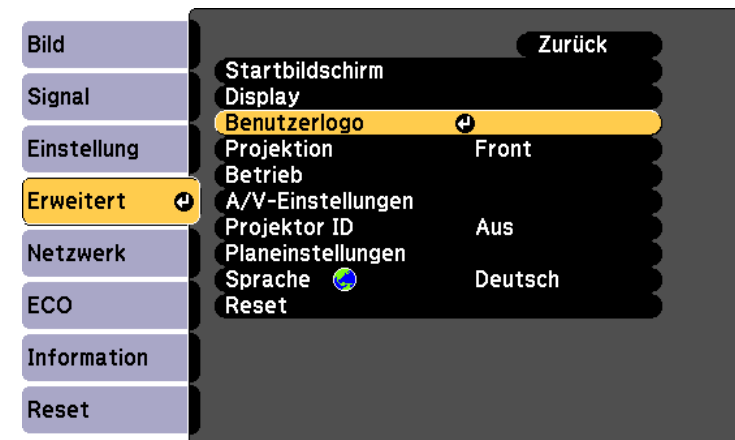 Bild
Signal
Einstellung
Erweitert
Netzwerk
ECO
Information
Reset
Zurück
Startbildschirm
Display
Benutzerlogo
Projektion Front
Betrieb
A/V-Einstellungen
Projektor ID Aus
Planeinstellungen
Sprache Deutsch
Reset